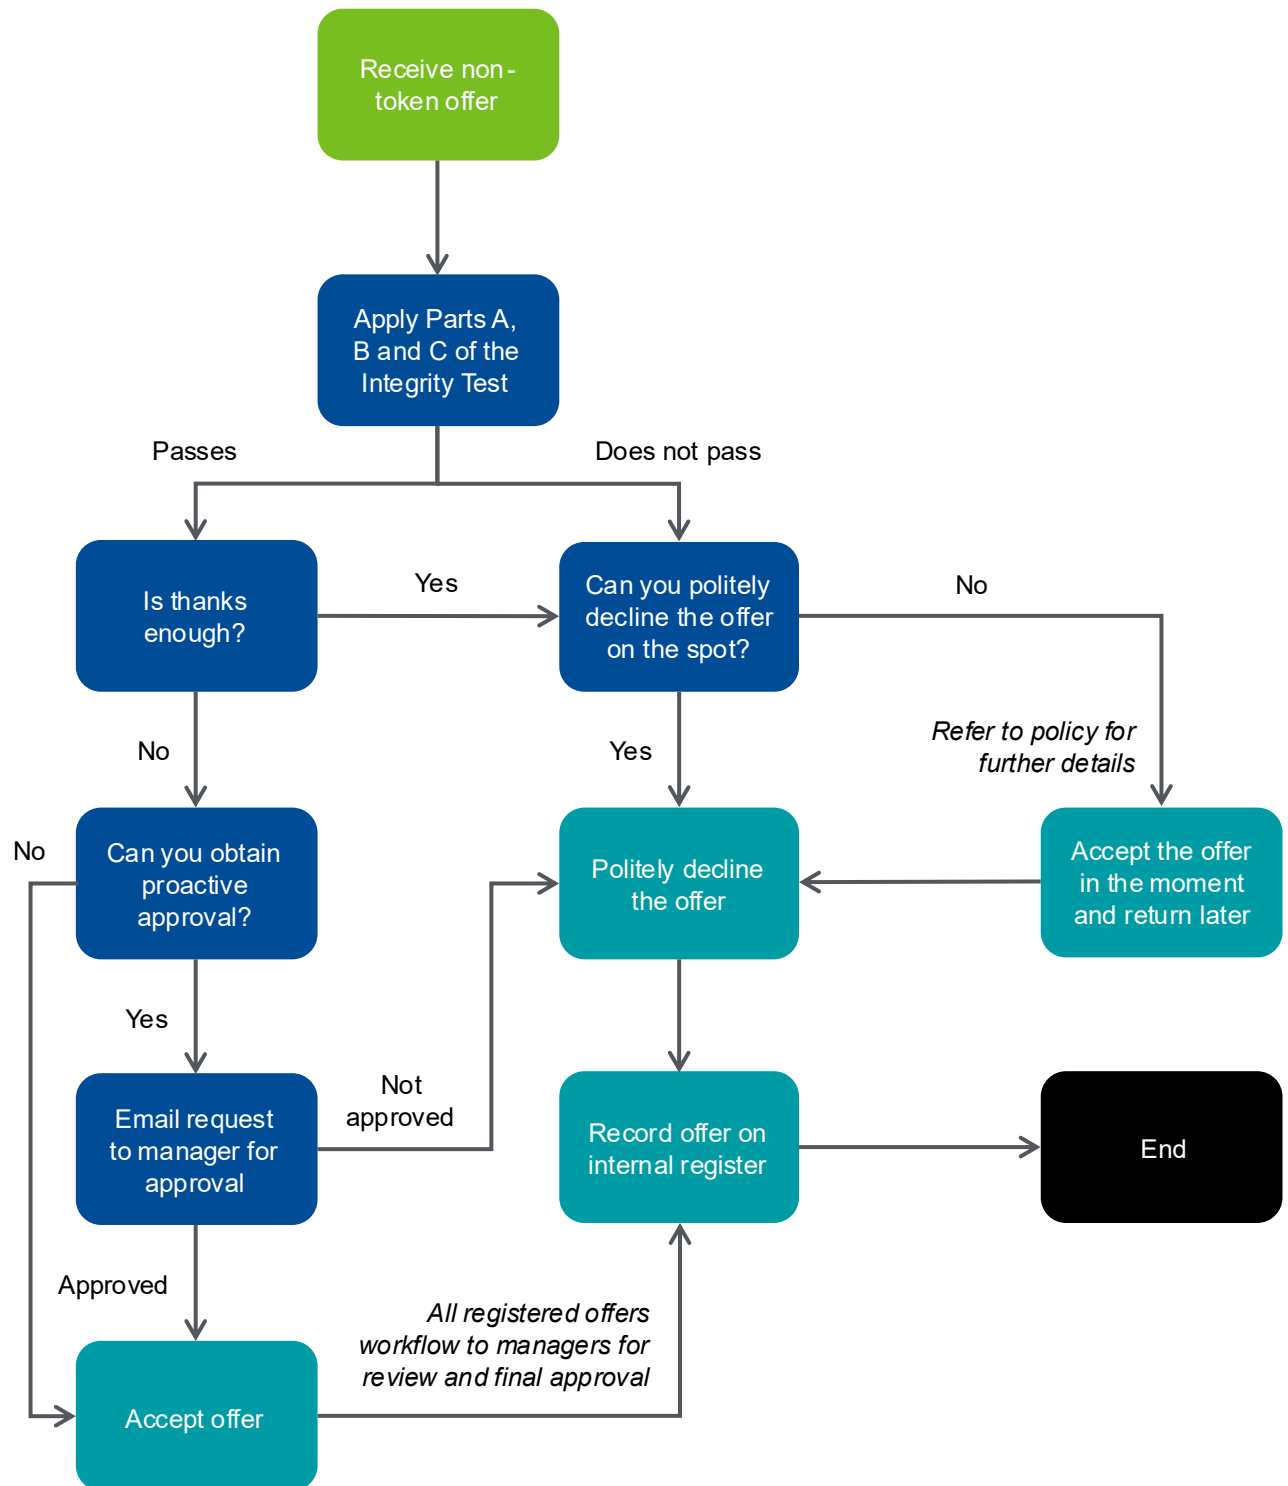 Receive non-
token offer
Apply Parts A,
B and C of the
Integrity Test
Passes
Does not pass
Is thanks
enough?
Yes
Can you politely
decline the offer
on the spot?
No
No
Yes
Refer to policy for
further details
No
Can you obtain
proactive
approval?
Politely decline
the offer
Accept the offer
in the moment
and return later
Yes
Email request
to manager for
approval
Not
approved
Record offer on
internal register
End
Approved
All registered offers
workflow to managers for
review and final approval
Accept offer